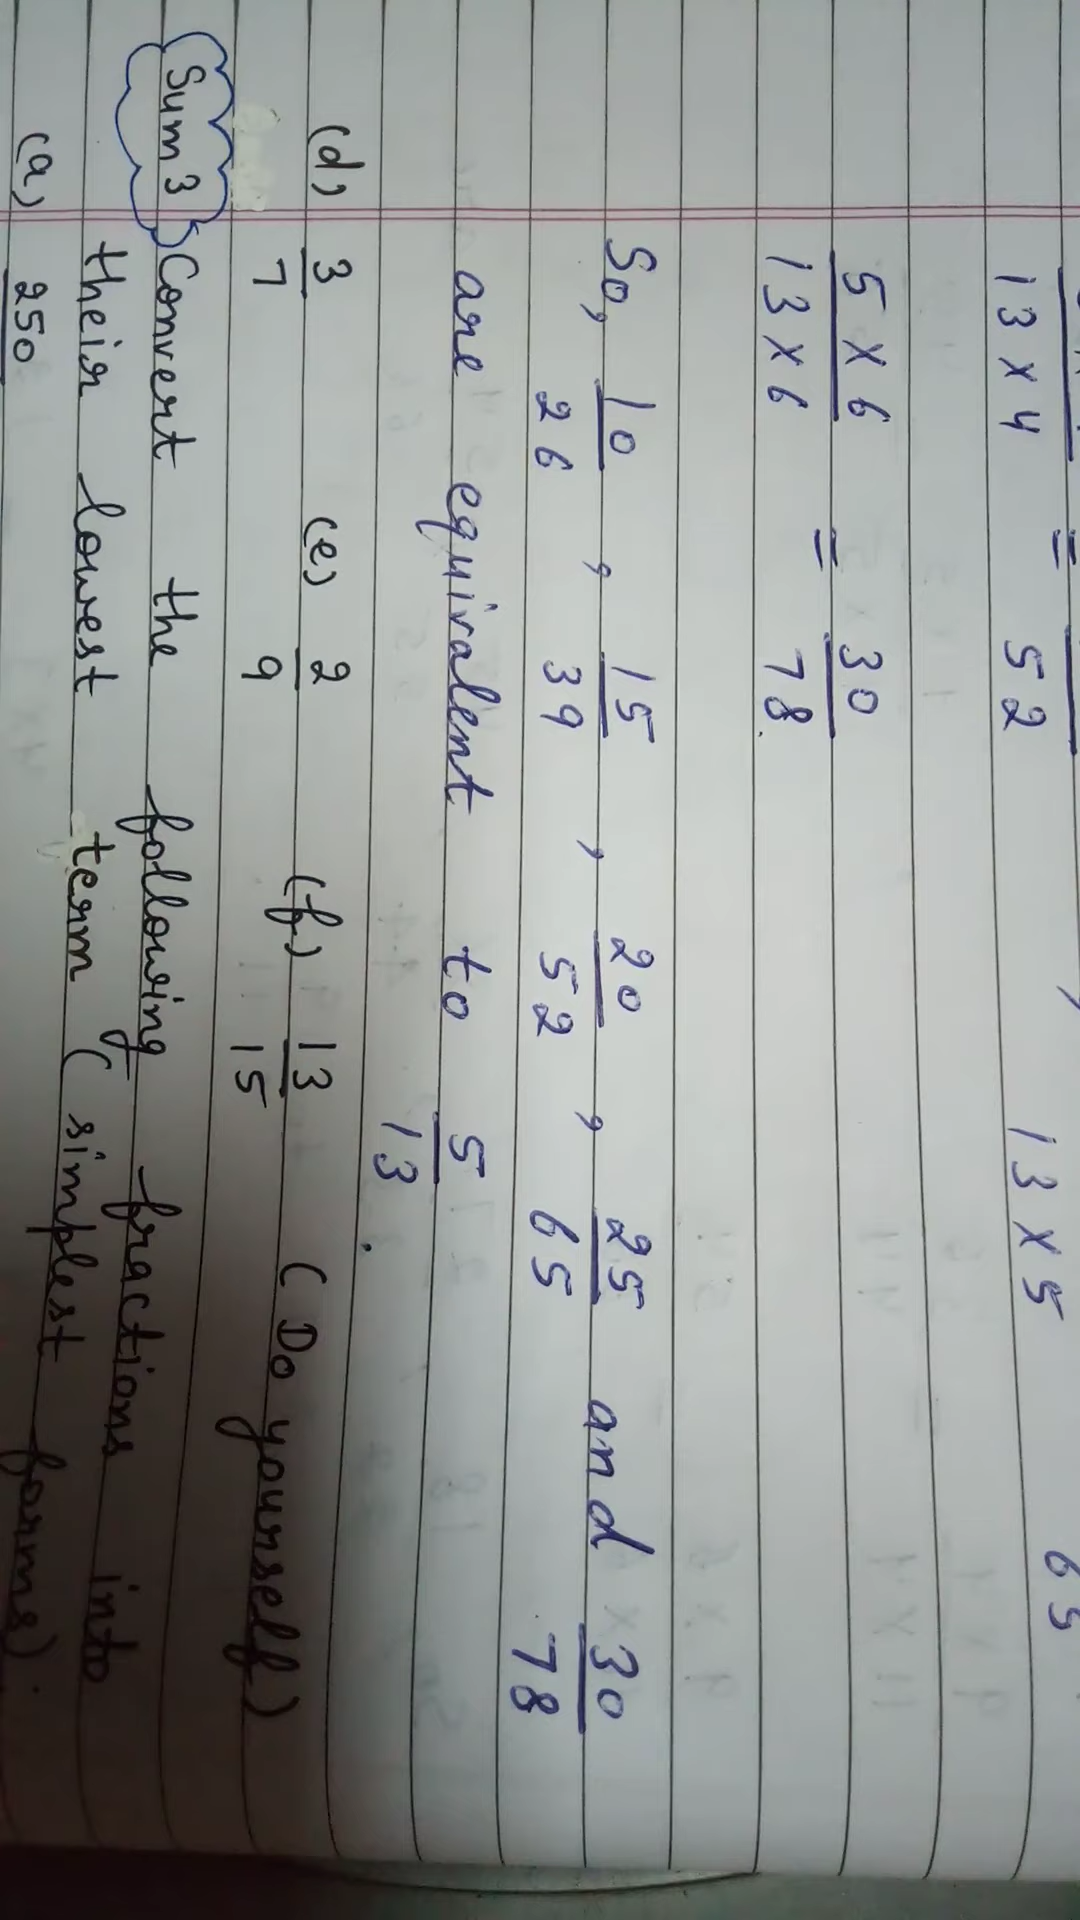 13 × 4 = 52 , 13 × 5 65
5 × 6 = 30
13 × 6 78.
So, 10 , 15 , 20 , 25 and 30
26 39 52 65 78
are equivalent to 5
13 .
(d) 3 (e) 2 (f) 13 (Do yourself)
7 9 15
Sum 3 Convert the following fractions into
their lowest term ( simplest forms).
(a) 250